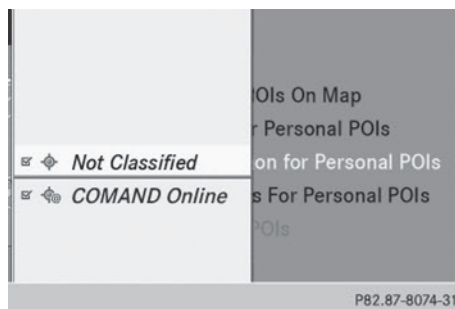 OIs On Map
r Personal POIs
Not Classified on for Personal POIs
COMAND Online s For Personal POIs
POIs
P82.87-8074-31